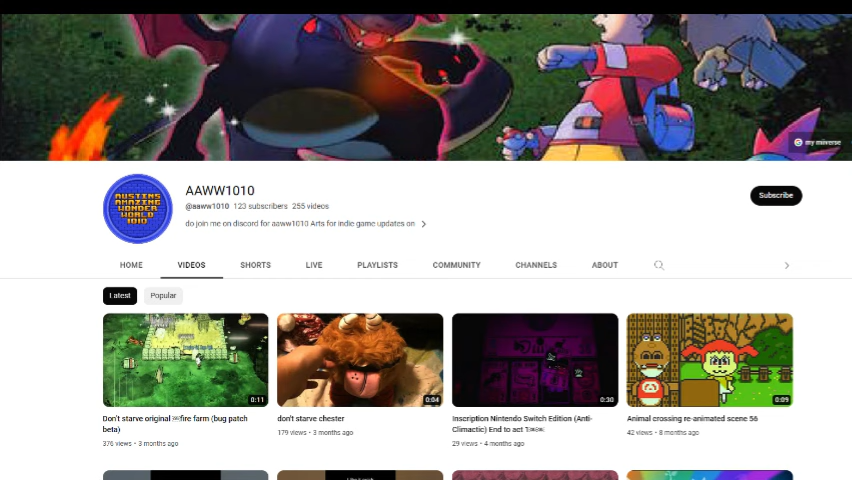 my miiverse
AUSTINS
AMAZING
WONDER
WORLD
1010
AAWW1010
@aaww1010 123 subscribers 255 videos
do join me on discord for aaww1010 Arts for indie game updates on
Subscribe
HOME VIDEOS SHORTS LIVE PLAYLISTS COMMUNITY CHANNELS ABOUT
Latest Popular
0:11
0:04
0:30
0:09
Don't starve original fire farm (bug patch
beta)
376 views • 3 months ago
don't starve chester
179 views • 3 months ago
Inscription Nintendo Switch Edition (Anti-
Climactic) End to act 1
29 views • 4 months ago
Animal crossing re-animated scene 56
42 views • 8 months ago